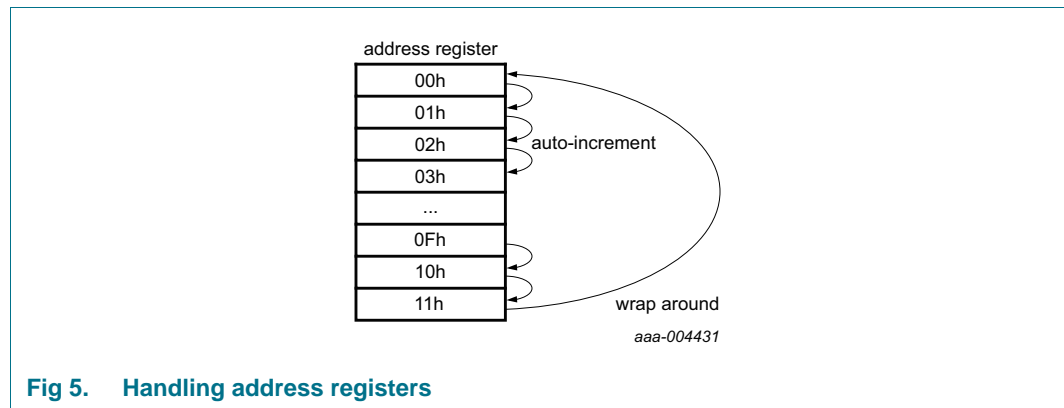 address register
00h
01h
02h
auto-increment
03h
...
0Fh
10h
11h
wrap around
aaa-004431
Fig 5. Handling address registers